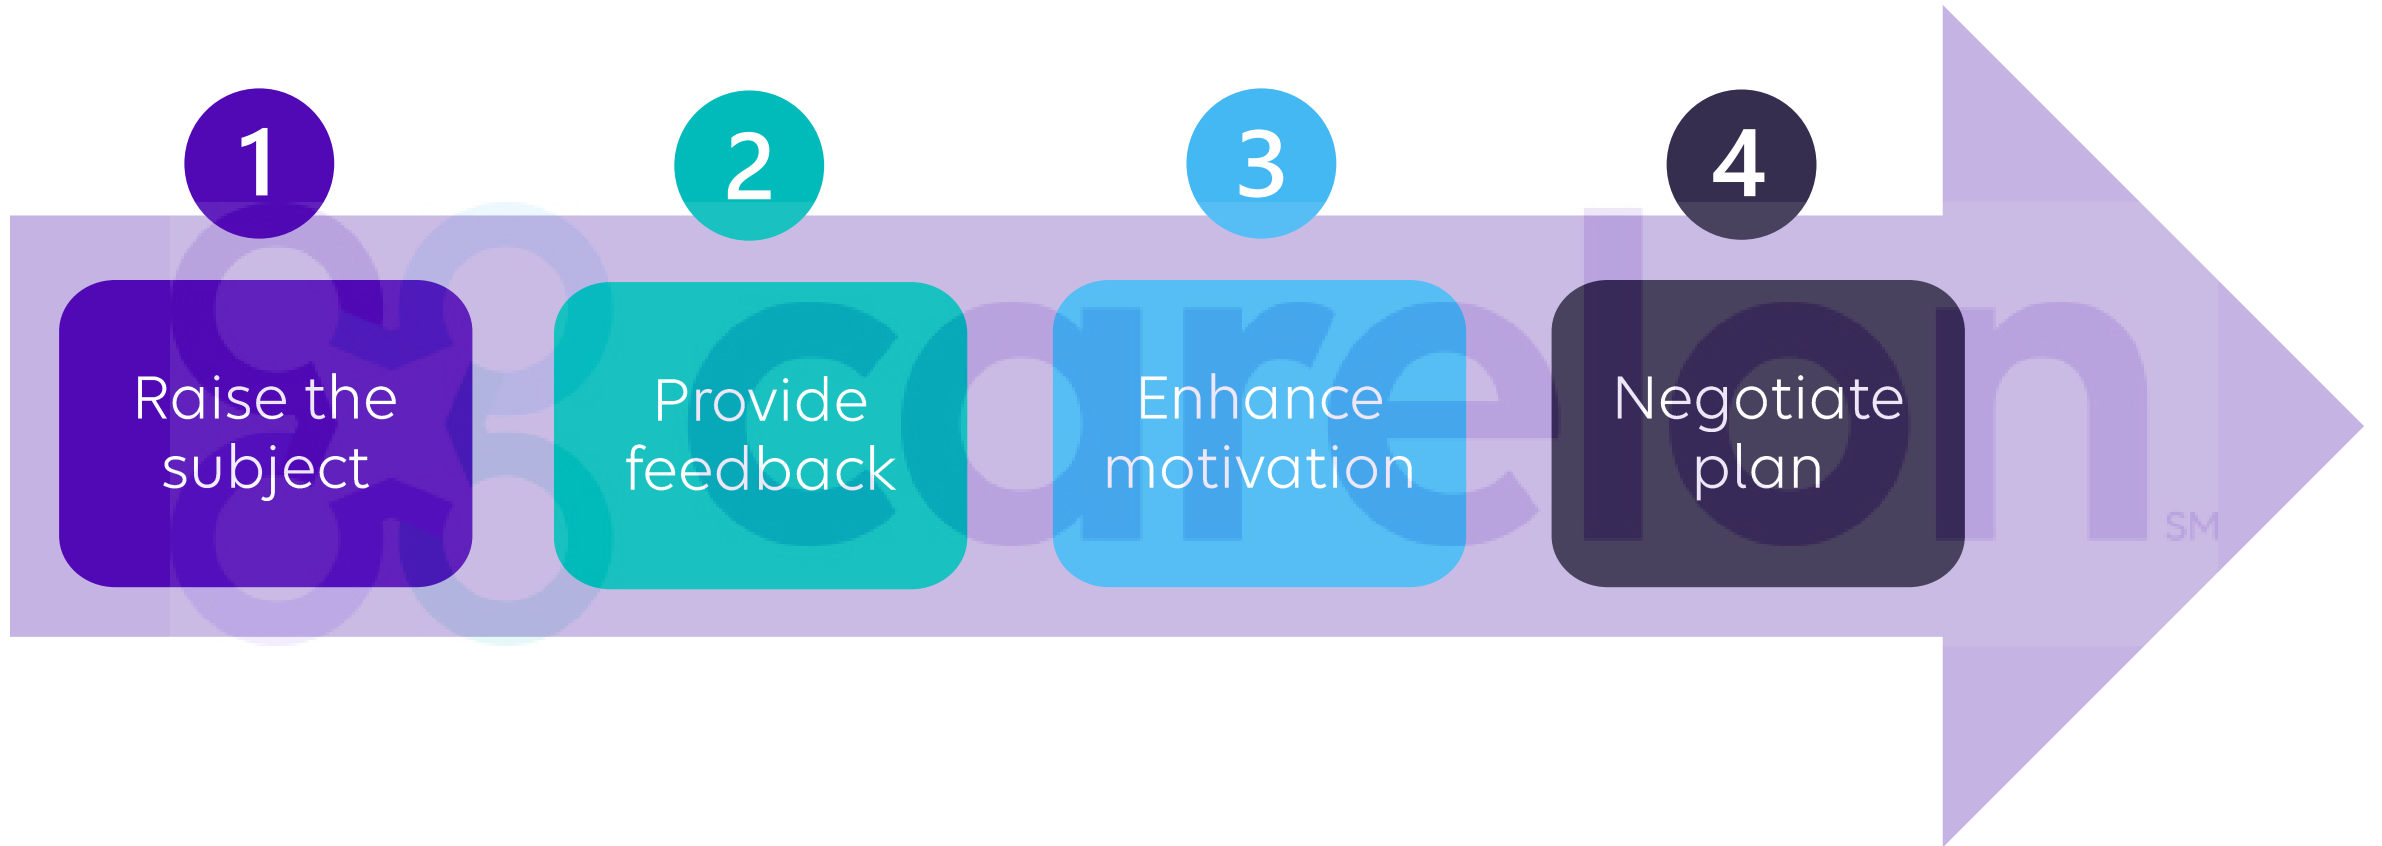 1
Raise the
subject
2
Provide
feedback
3
Enhance
motivation
4
Negotiate
plan
carelon
SM